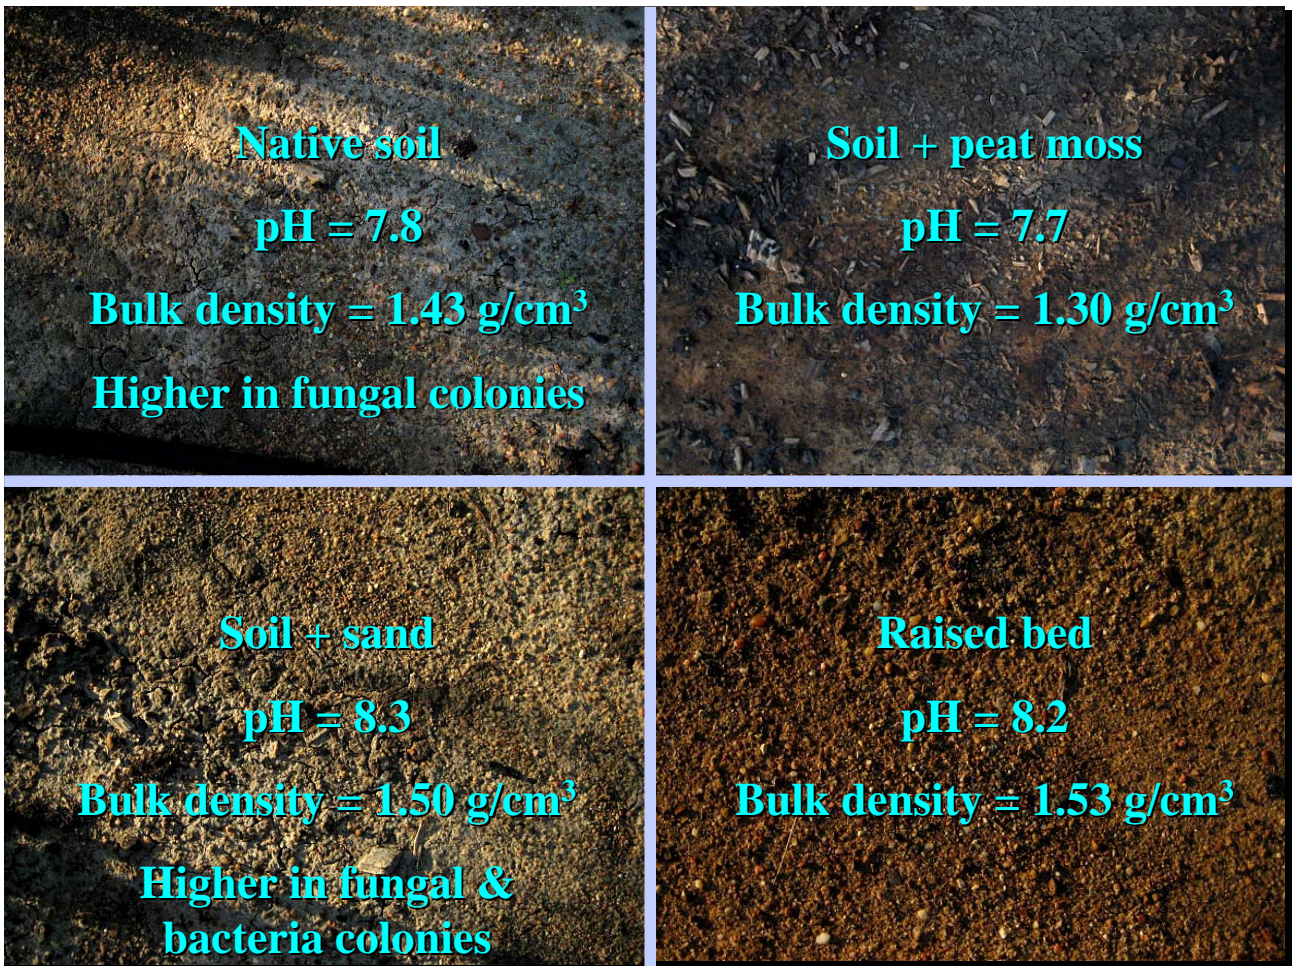 Native soil
pH = 7.8
Bulk density = 1.43 g/cm³
Higher in fungal colonies
Soil + peat moss
pH = 7.7
Bulk density = 1.30 g/cm³
Soil + sand
pH = 8.3
Bulk density = 1.50 g/cm³
Higher in fungal &
bacteria colonies
Raised bed
pH = 8.2
Bulk density = 1.53 g/cm³